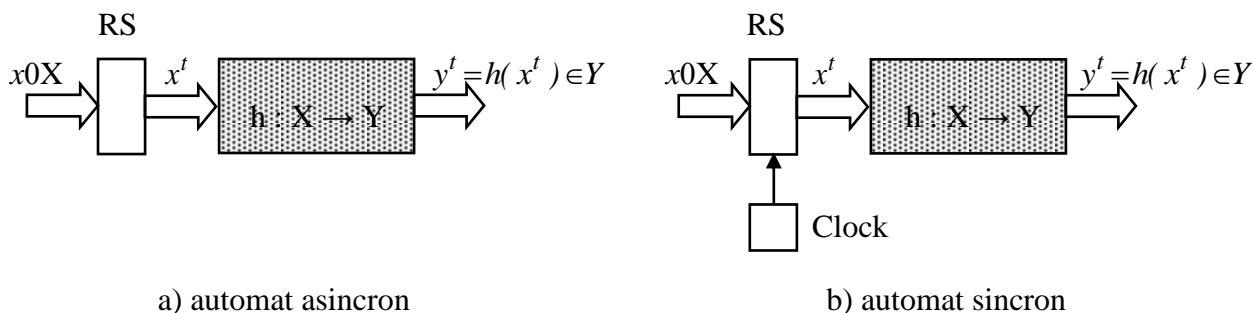 RS
x0X
x^t
h : X → Y
y^t = h( x^t ) ∈ Y
a) automat asincron
RS
x0X
x^t
h : X → Y
y^t = h( x^t ) ∈ Y
Clock
b) automat sincron